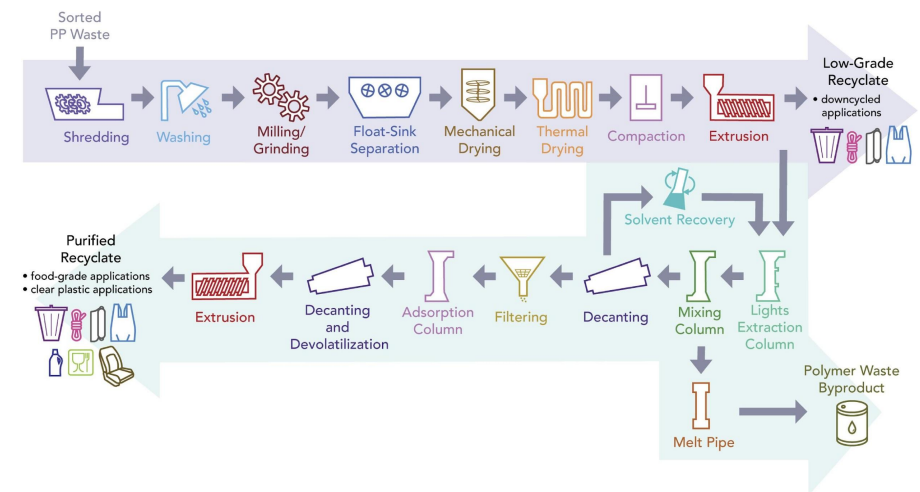 Sorted
PP Waste
Shredding
Washing
Milling/
Grinding
Float-Sink
Separation
Mechanical
Drying
Thermal
Drying
Compaction
Extrusion
Low-Grade
Recyclate
• downcycled
applications
Solvent Recovery
Purified
Recyclate
• food-grade applications
• clear plastic applications
Extrusion
Decanting
and
Devolatilization
Adsorption
Column
Filtering
Decanting
Mixing
Column
Lights
Extraction
Column
Melt Pipe
Polymer Waste
Byproduct